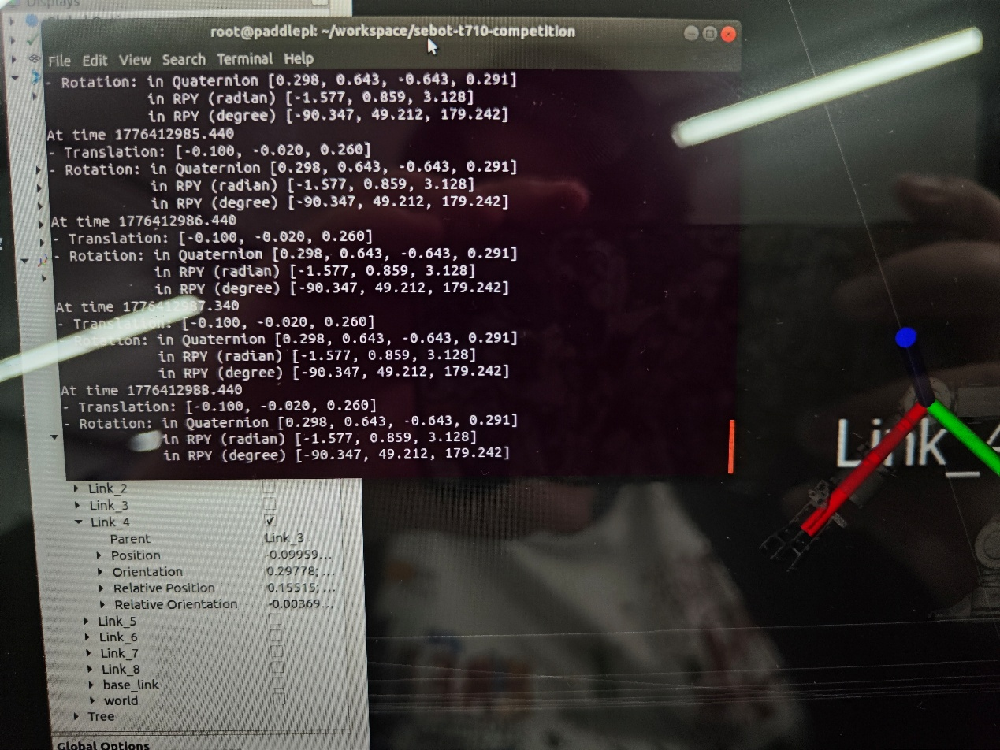 Displays
root@paddlepi: ~/workspace/sebot-t710-competition
File Edit View Search Terminal Help
- Rotation: in Quaternion [0.298, 0.643, -0.643, 0.291]
in RPY (radian) [-1.577, 0.859, 3.128]
in RPY (degree) [-90.347, 49.212, 179.242]
At time 1776412985.440
- Translation: [-0.100, -0.020, 0.260]
- Rotation: in Quaternion [0.298, 0.643, -0.643, 0.291]
in RPY (radian) [-1.577, 0.859, 3.128]
in RPY (degree) [-90.347, 49.212, 179.242]
At time 1776412986.440
- Translation: [-0.100, -0.020, 0.260]
- Rotation: in Quaternion [0.298, 0.643, -0.643, 0.291]
in RPY (radian) [-1.577, 0.859, 3.128]
in RPY (degree) [-90.347, 49.212, 179.242]
At time 1776412987.340
- Translation: [-0.100, -0.020, 0.260]
- Rotation: in Quaternion [0.298, 0.643, -0.643, 0.291]
in RPY (radian) [-1.577, 0.859, 3.128]
in RPY (degree) [-90.347, 49.212, 179.242]
At time 1776412988.440
- Translation: [-0.100, -0.020, 0.260]
- Rotation: in Quaternion [0.298, 0.643, -0.643, 0.291]
in RPY (radian) [-1.577, 0.859, 3.128]
in RPY (degree) [-90.347, 49.212, 179.242]
Link_4
Link_2
Link_3
Link_4
Parent Link_3
Position -0.09959...
Orientation 0.29778; ...
Relative Position 0.15515; ...
Relative Orientation -0.00369...
Link_5
Link_6
Link_7
Link_8
base_link
world
Tree
Global Options